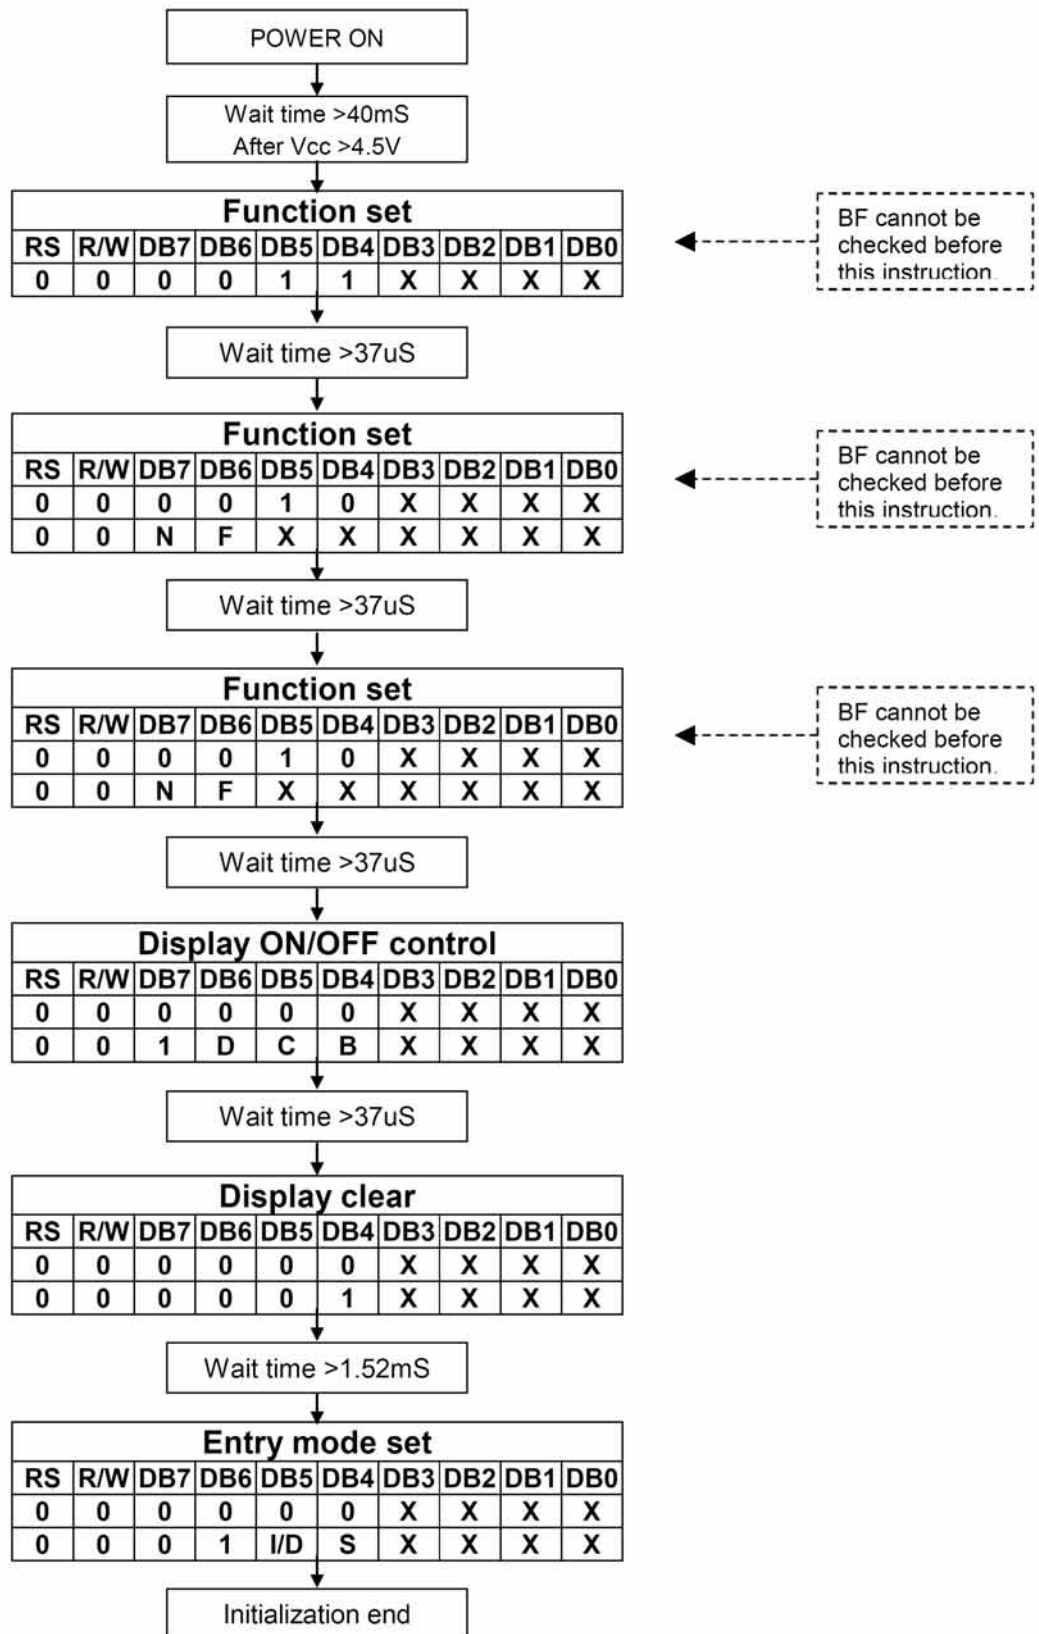 POWER ON
Wait time >40mS
After Vcc >4.5V
Function set
RS R/W DB7 DB6 DB5 DB4 DB3 DB2 DB1 DB0
0 0 0 0 1 1 X X X X
BF cannot be
checked before
this instruction.
Wait time >37uS
Function set
RS R/W DB7 DB6 DB5 DB4 DB3 DB2 DB1 DB0
0 0 0 0 1 0 X X X X
0 0 N F X X X X X X
BF cannot be
checked before
this instruction.
Wait time >37uS
Function set
RS R/W DB7 DB6 DB5 DB4 DB3 DB2 DB1 DB0
0 0 0 0 1 0 X X X X
0 0 N F X X X X X X
BF cannot be
checked before
this instruction.
Wait time >37uS
Display ON/OFF control
RS R/W DB7 DB6 DB5 DB4 DB3 DB2 DB1 DB0
0 0 0 0 0 0 X X X X
0 0 1 D C B X X X X
Wait time >37uS
Display clear
RS R/W DB7 DB6 DB5 DB4 DB3 DB2 DB1 DB0
0 0 0 0 0 0 X X X X
0 0 0 0 0 1 X X X X
Wait time >1.52mS
Entry mode set
RS R/W DB7 DB6 DB5 DB4 DB3 DB2 DB1 DB0
0 0 0 0 0 0 X X X X
0 0 0 1 I/D S X X X X
Initialization end